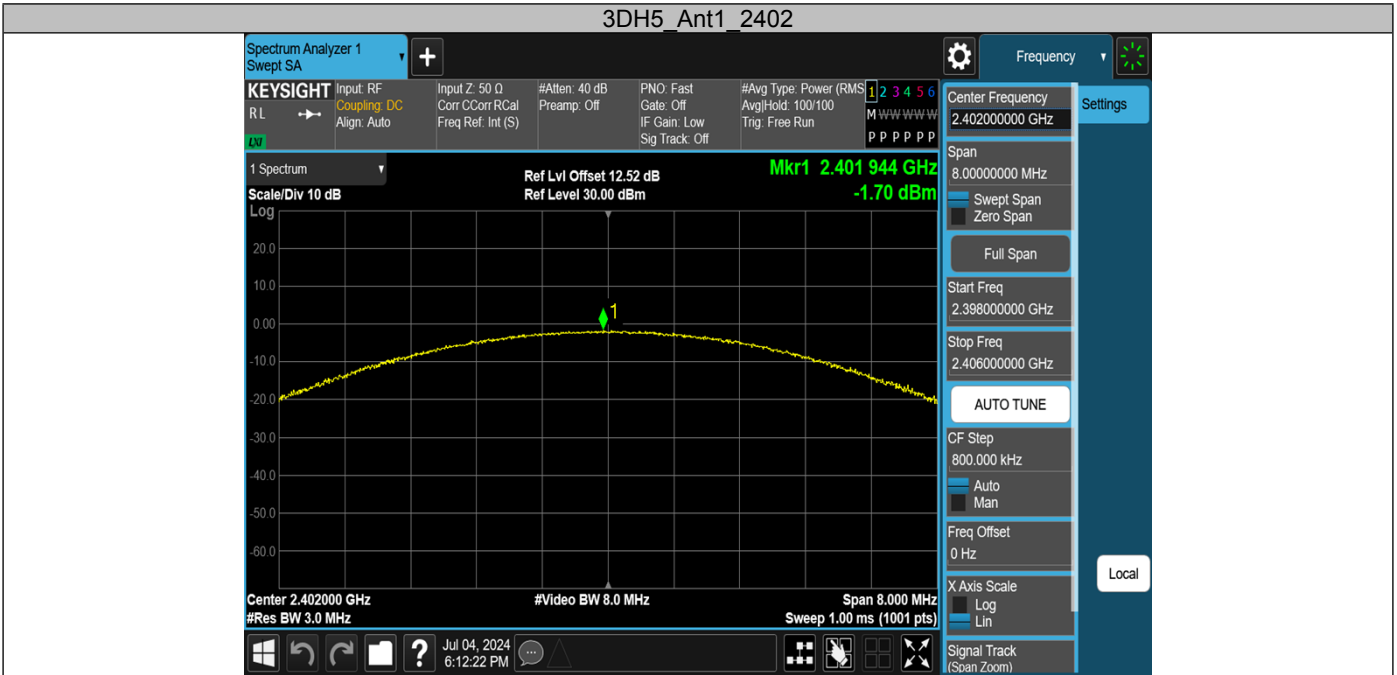 3DH5_Ant1_2402
Spectrum Analyzer 1
Swept SA
+
Frequency
KEYSIGHT
RL
LXI
Input: RF
Coupling: DC
Align: Auto
Input Z: 50 Ω
Corr CCorr RCal
Freq Ref: Int (S)
#Atten: 40 dB
Preamp: Off
PNO: Fast
Gate: Off
IF Gain: Low
Sig Track: Off
#Avg Type: Power (RMS
Avg|Hold: 100/100
Trig: Free Run
1 2 3 4 5 6
M W W W W W
P P P P P P
1 Spectrum
Scale/Div 10 dB
Log
Ref Lvl Offset 12.52 dB
Ref Level 30.00 dBm
Mkr1 2.401 944 GHz
-1.70 dBm
20.0
10.0
0.00
-10.0
-20.0
-30.0
-40.0
-50.0
-60.0
1
Center 2.402000 GHz
#Res BW 3.0 MHz
#Video BW 8.0 MHz
Span 8.000 MHz
Sweep 1.00 ms (1001 pts)
Center Frequency
2.402000000 GHz
Settings
Span
8.00000000 MHz
Swept Span
Zero Span
Full Span
Start Freq
2.398000000 GHz
Stop Freq
2.406000000 GHz
AUTO TUNE
CF Step
800.000 kHz
Auto
Man
Freq Offset
0 Hz
X Axis Scale
Log
Lin
Local
Signal Track
(Span Zoom)
?
Jul 04, 2024
6:12:22 PM